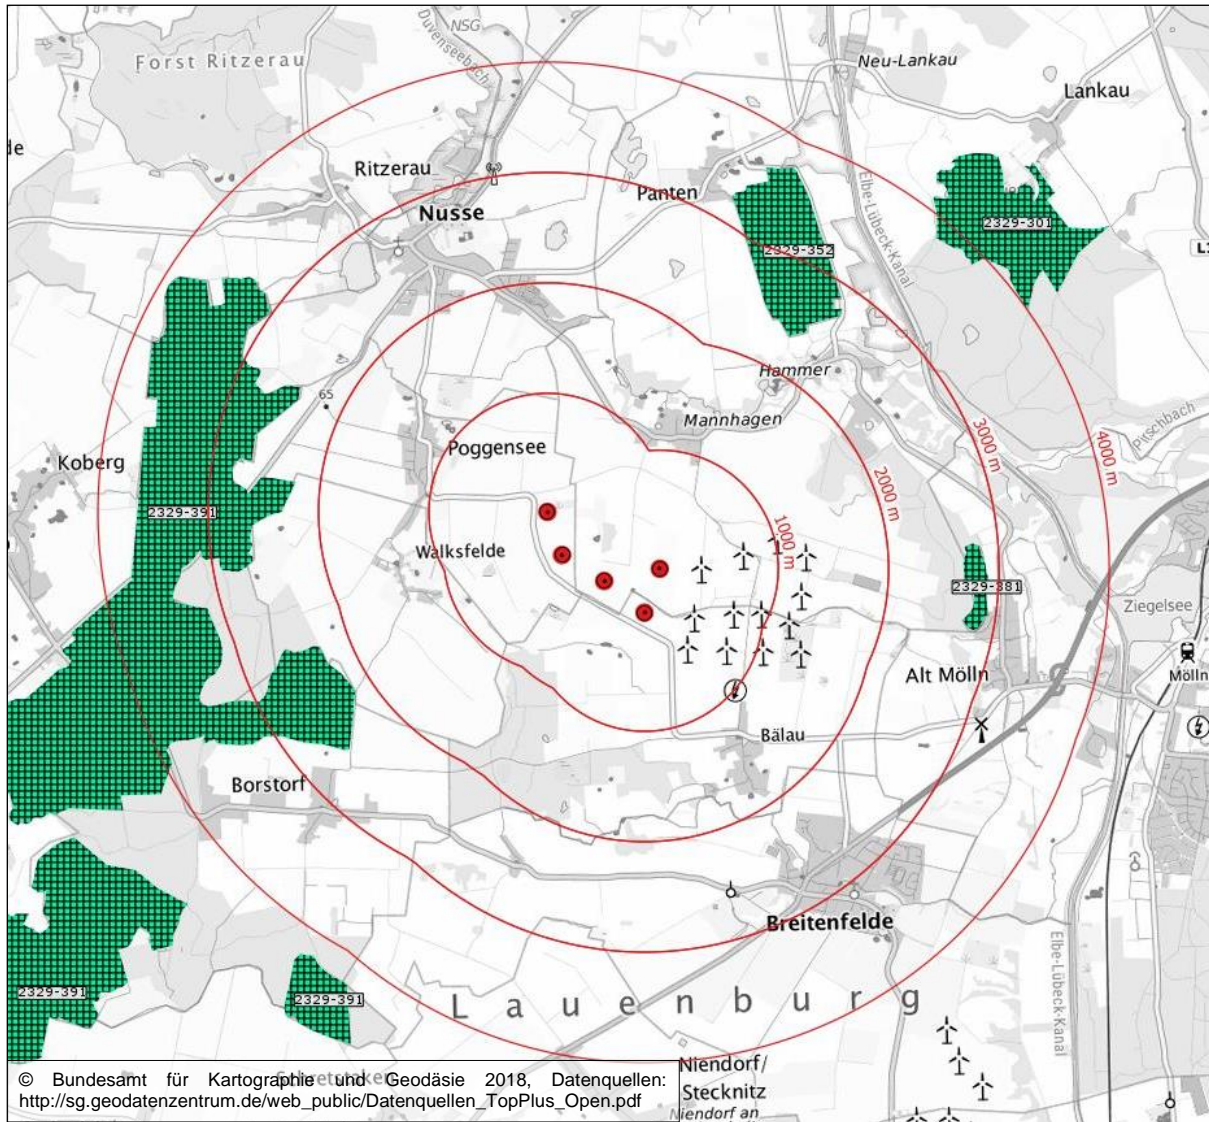 NSG
Duvenseebach
Forst Ritzerau
Neu-Lankau
Lankau
de
Ritzerau
Panten
Elbe-Lübeck-Kanal
Nusse
2329-301
2329-352
L
Hammer
65
Mannhagen
Pirschbach
3000 m
4000 m
Poggensee
Koberg
2000 m
2329-391
1000 m
Walksfelde
2329-381
Ziegelsee
Alt Mölln
Mölln
Bälau
Borstorf
Breitenfelde
Elbe-Lübeck-Kanal
2329-391
2329-391
Lauenburg
Niendorf/
Stecknitz
Niendorf an
© Bundesamt für Kartographie und Geodäsie 2018, Datenquellen:
http://sg.geodatenzentrum.de/web_public/Datenquellen_TopPlus_Open.pdf